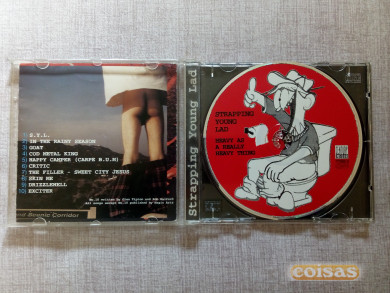 1) S.Y.L.
2) IN THE RAINY SEASON
3) GOAT
4) COD METAL KING
5) HAPPY CAMPER (CARPE B.U.M)
6) CRITIC
7) THE FILLER - SWEET CITY JESUS
8) SKIN ME
9) DRIZZLEHELL
10) EXCITER
Scenic Corridor
Strapping Young Lad
STRAPPING
YOUNG
LAD
HEAVY AS
A REALLY
HEAVY THING
coisas